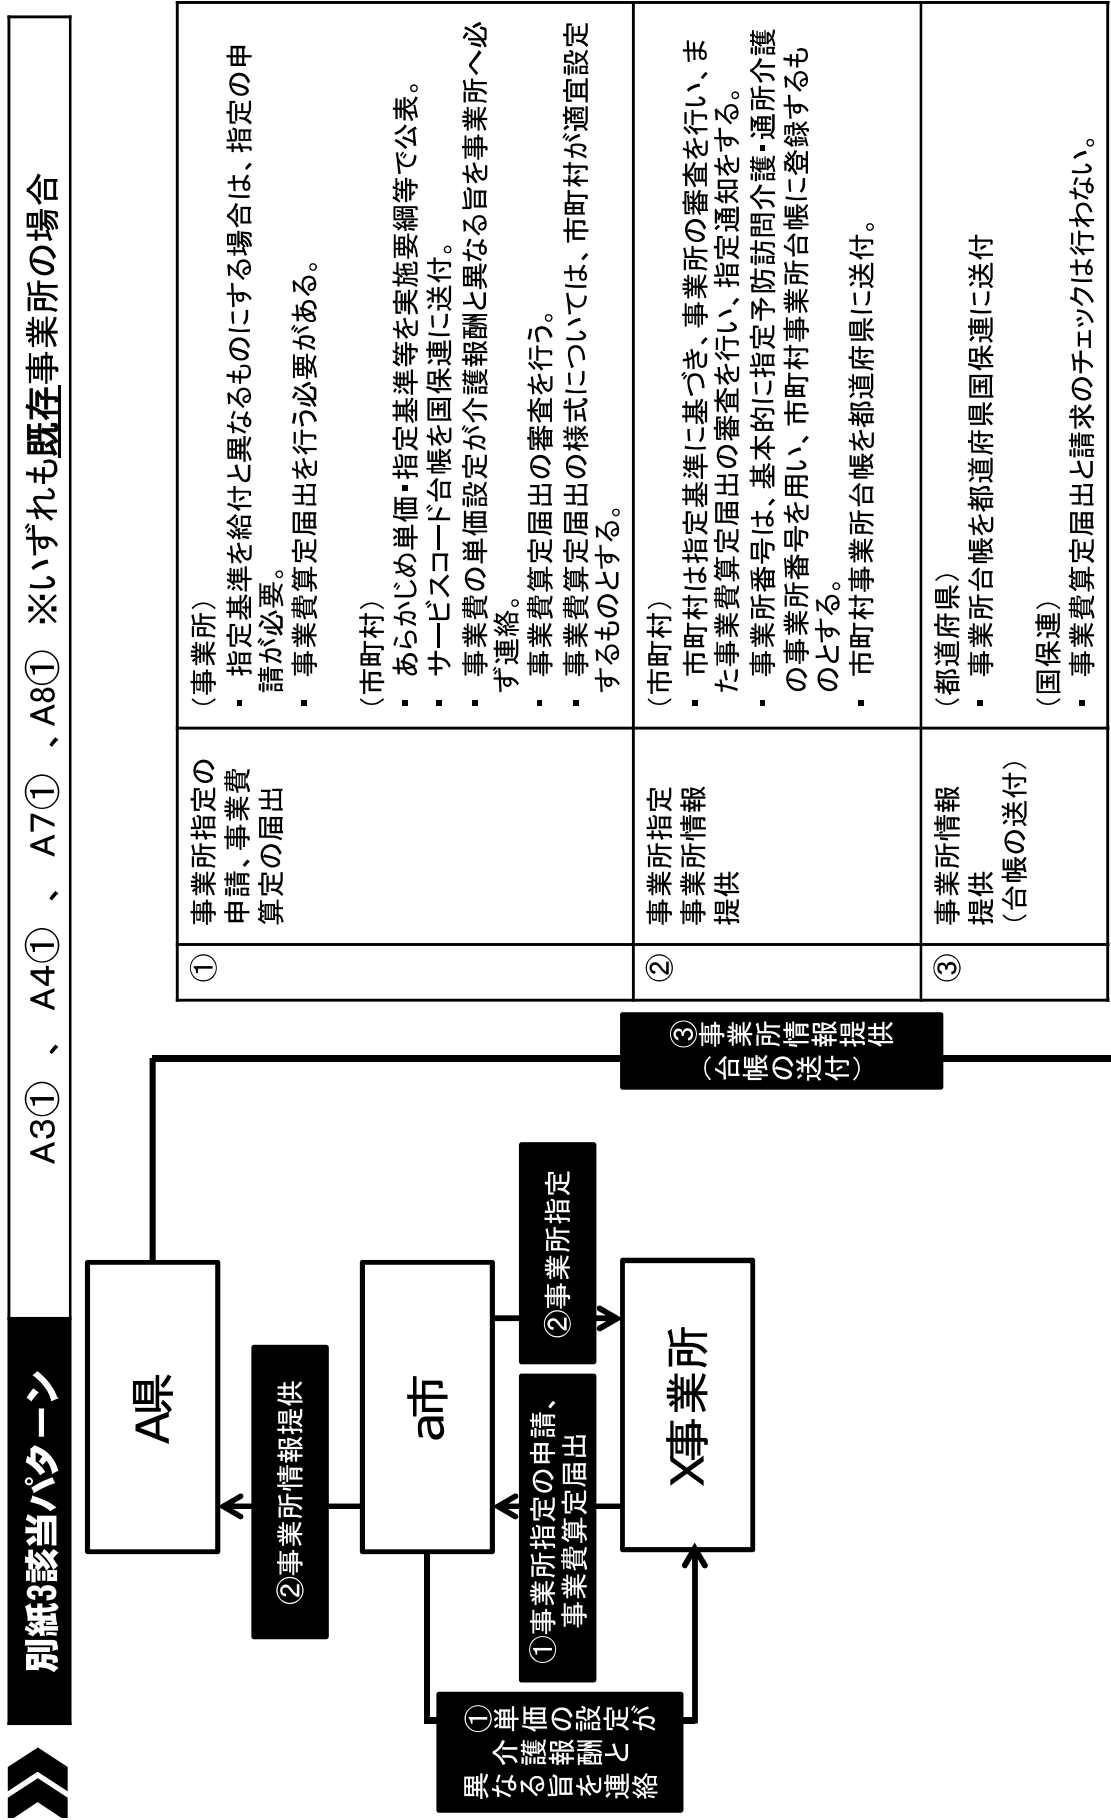 別紙3該当パターン
A3① 、 A4① 、 A7① 、A8① ※いずれも既存事業所の場合
A県
②事業所情報提供
a市
①事業所指定の申請、
事業費算定届出
②事業所指定
X事業所
①単価の設定が
介護報酬と
異なる旨を連絡
③事業所情報提供
（台帳の送付）
①
事業所指定の
申請、事業費
算定の届出
（事業所）
・ 指定基準を給付と異なるものにする場合は、指定の申
請が必要。
・ 事業費算定届出を行う必要がある。
（市町村）
・ あらかじめ単価・指定基準等を実施要綱等で公表。
・ サービスコード台帳を国保連に送付。
・ 事業費の単価設定が介護報酬と異なる旨を事業所へ必
ず連絡。
・ 事業費算定届出の審査を行う。
・ 事業費算定届出の様式については、市町村が適宜設定
するものとする。
②
事業所指定
事業所情報
提供
（市町村）
・ 市町村は指定基準に基づき、事業所の審査を行い、ま
た事業費算定届出の審査を行い、指定通知をする。
・ 事業所番号は、基本的に指定予防訪問介護・通所介護
の事業所番号を用い、市町村事業所台帳に登録するも
のとする。
・ 市町村事業所台帳を都道府県に送付。
③
事業所情報
提供
（台帳の送付）
（都道府県）
・ 事業所台帳を都道府県国保連に送付
（国保連）
・ 事業費算定届出と請求のチェックは行わない。